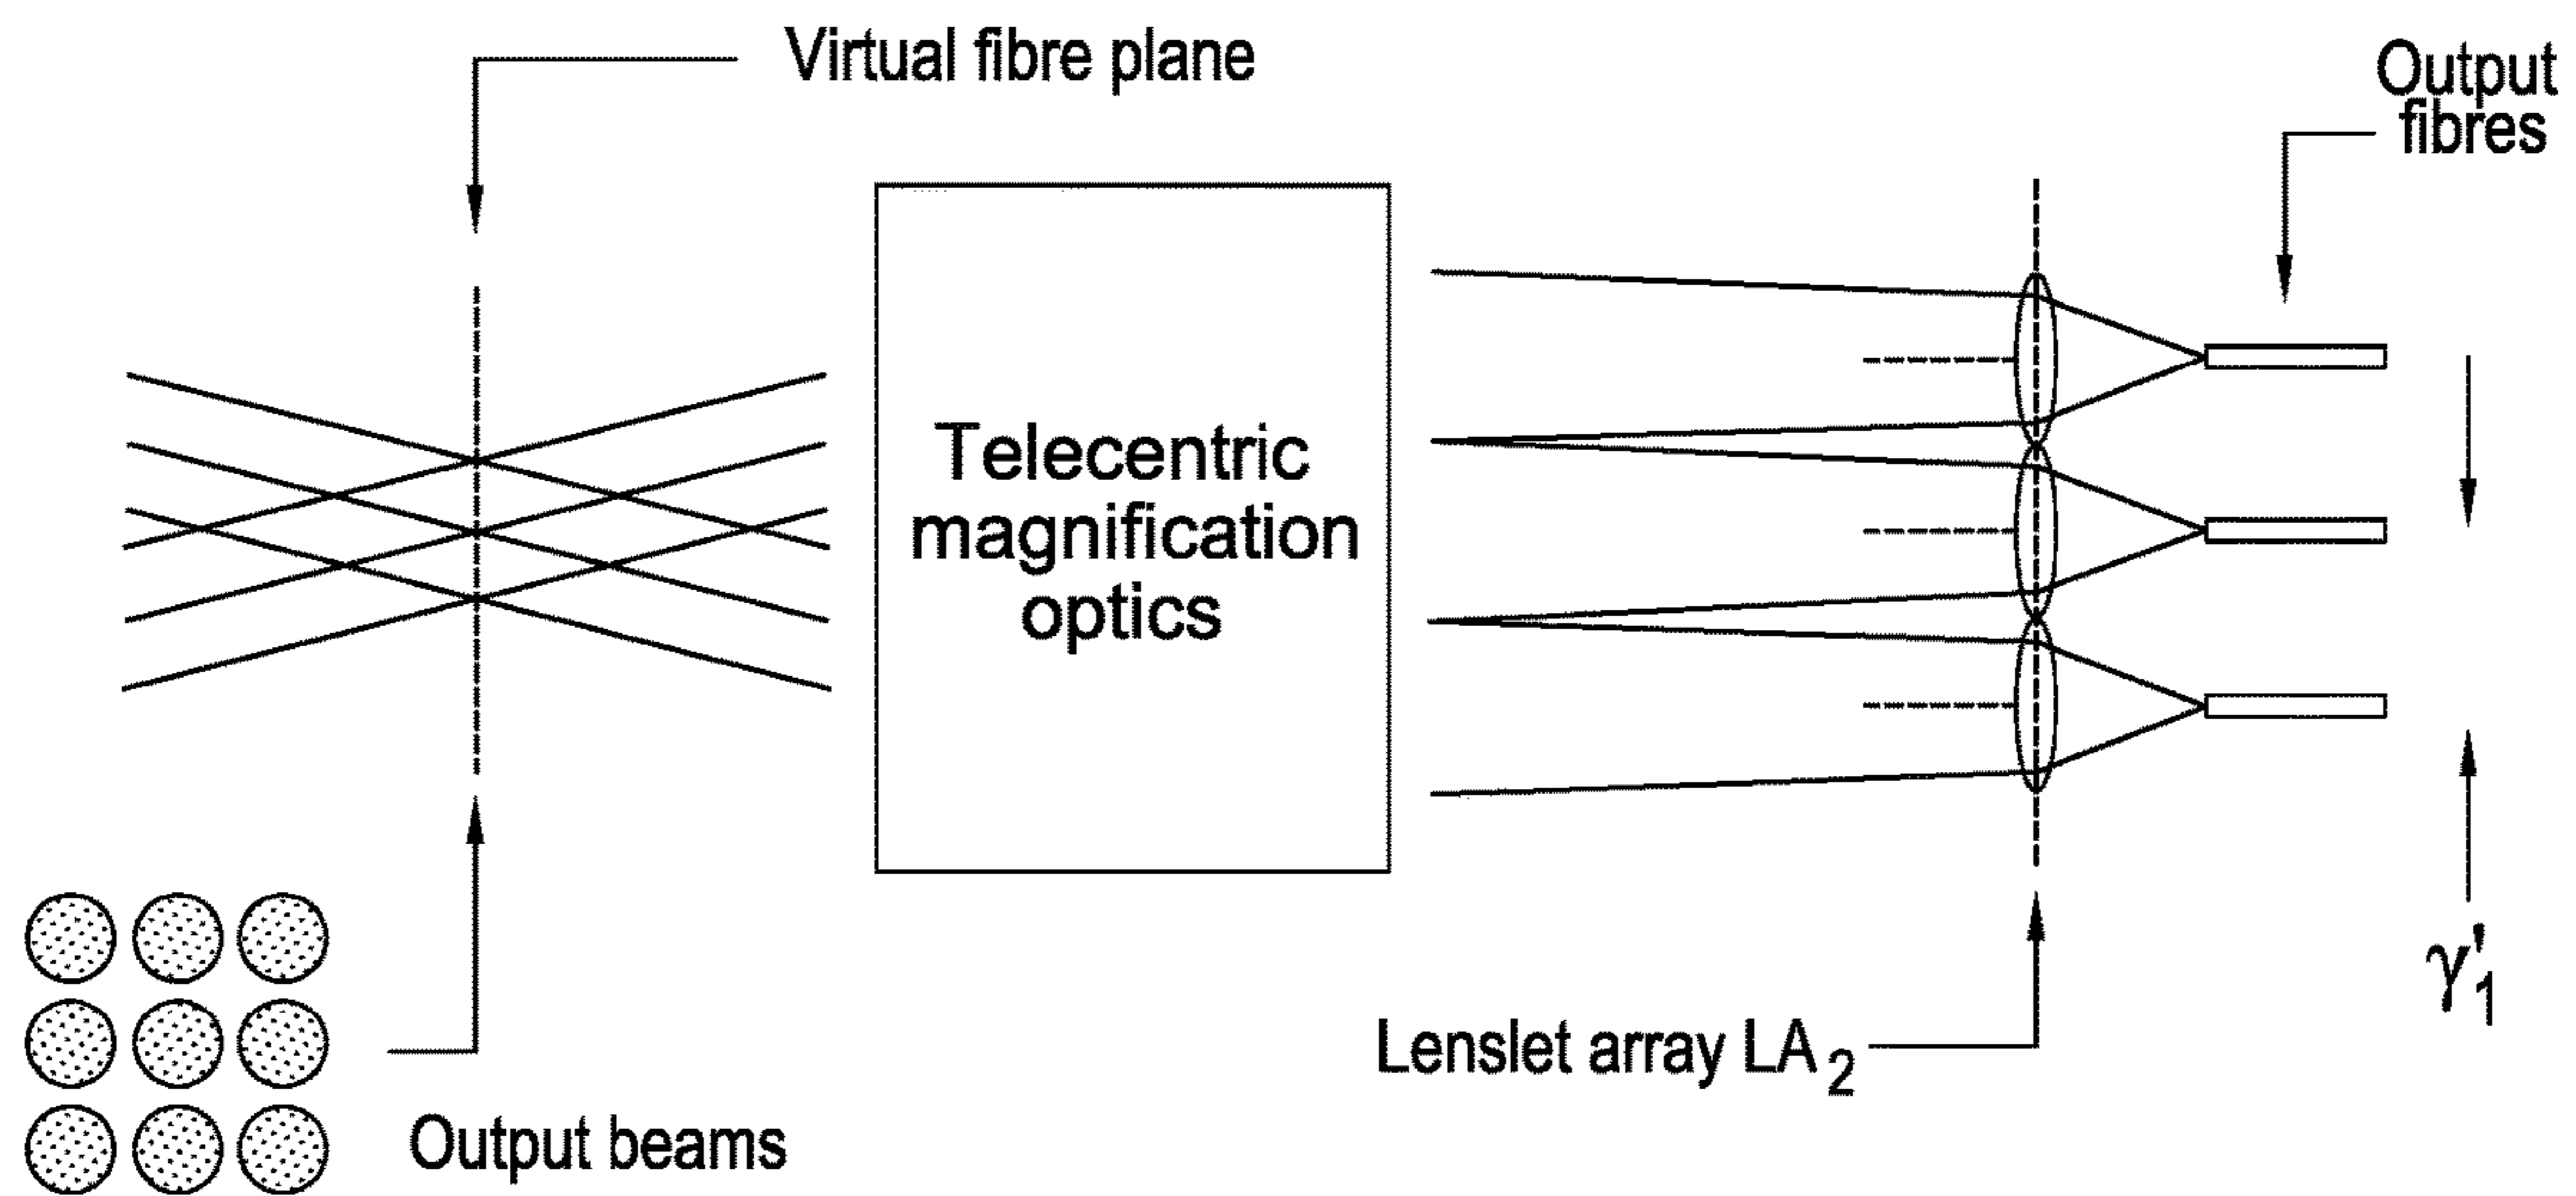 Virtual fibre plane
Output
fibres
Telecentric
magnification
optics
γ'₁
Lenslet array LA₂
Output beams